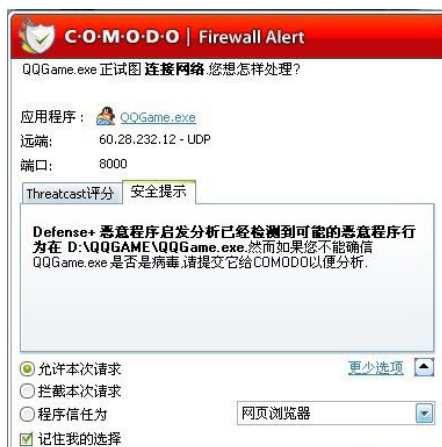 C·O·M·O·D·O | Firewall Alert
QQGame.exe 正试图 连接网络.您想怎样处理?
应用程序: QQGame.exe
远端: 60.28.232.12 - UDP
端口: 8000
Threatcast评分 安全提示
Defense+ 恶意程序启发分析已经检测到可能的恶意程序行
为在 D:\QQGAME\QQGame.exe.然而如果您不能确信
QQGame.exe 是否是病毒,请提交它给COMODO以便分析.
允许本次请求 更少选项
拦截本次请求
程序信任为 网页浏览器
记住我的选择